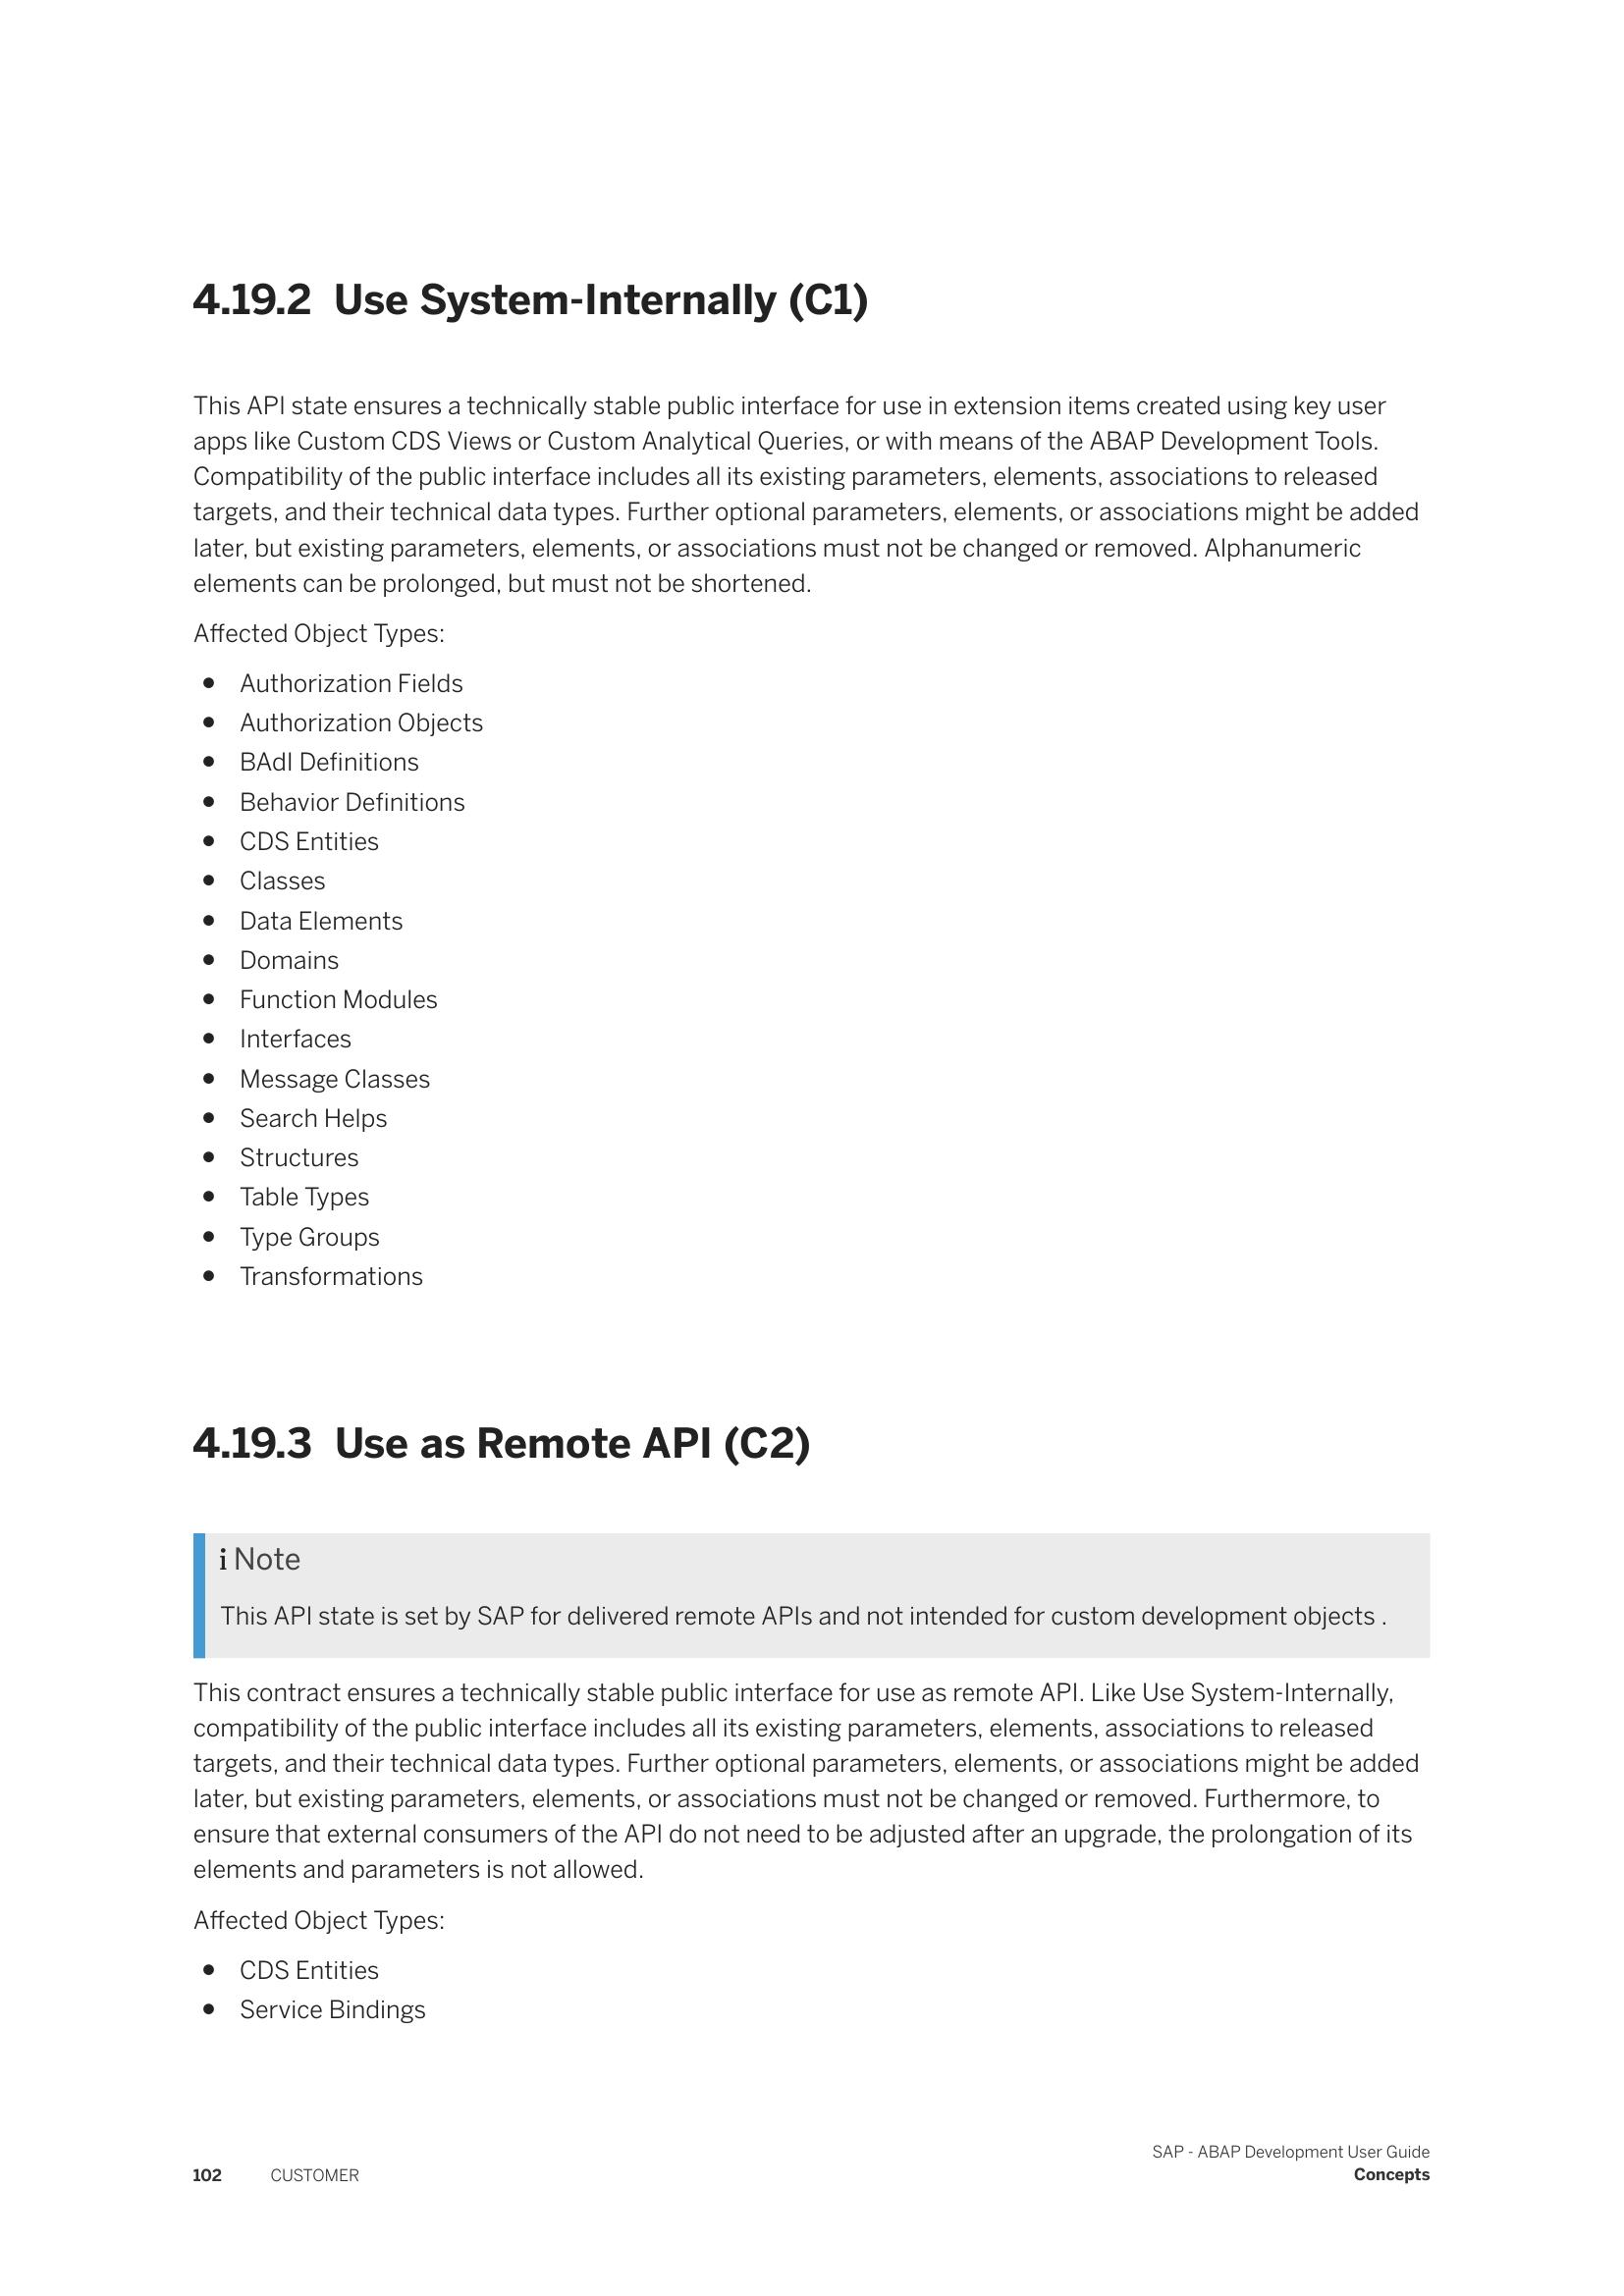 4.19.2 Use System-Internally (C1)
This API state ensures a technically stable public interface for use in extension items created using key user
apps like Custom CDS Views or Custom Analytical Queries, or with means of the ABAP Development Tools.
Compatibility of the public interface includes all its existing parameters, elements, associations to released
targets, and their technical data types. Further optional parameters, elements, or associations might be added
later, but existing parameters, elements, or associations must not be changed or removed. Alphanumeric
elements can be prolonged, but must not be shortened.
Affected Object Types:
• Authorization Fields
• Authorization Objects
• BAdI Definitions
• Behavior Definitions
• CDS Entities
• Classes
• Data Elements
• Domains
• Function Modules
• Interfaces
• Message Classes
• Search Helps
• Structures
• Table Types
• Type Groups
• Transformations
4.19.3 Use as Remote API (C2)
i Note
This API state is set by SAP for delivered remote APIs and not intended for custom development objects .
This contract ensures a technically stable public interface for use as remote API. Like Use System-Internally,
compatibility of the public interface includes all its existing parameters, elements, associations to released
targets, and their technical data types. Further optional parameters, elements, or associations might be added
later, but existing parameters, elements, or associations must not be changed or removed. Furthermore, to
ensure that external consumers of the API do not need to be adjusted after an upgrade, the prolongation of its
elements and parameters is not allowed.
Affected Object Types:
• CDS Entities
• Service Bindings
SAP - ABAP Development User Guide
102 CUSTOMER Concepts